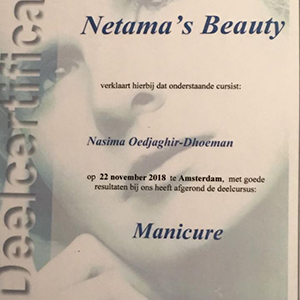 Deelcertifica
Netama's Beauty
verklaart hierbij dat onderstaande cursist:
Nasima Oedjaghir-Dhoeman
op 22 november 2018 te Amsterdam, met goede
resultaten bij ons heeft afgerond de deelcursus:
Manicure